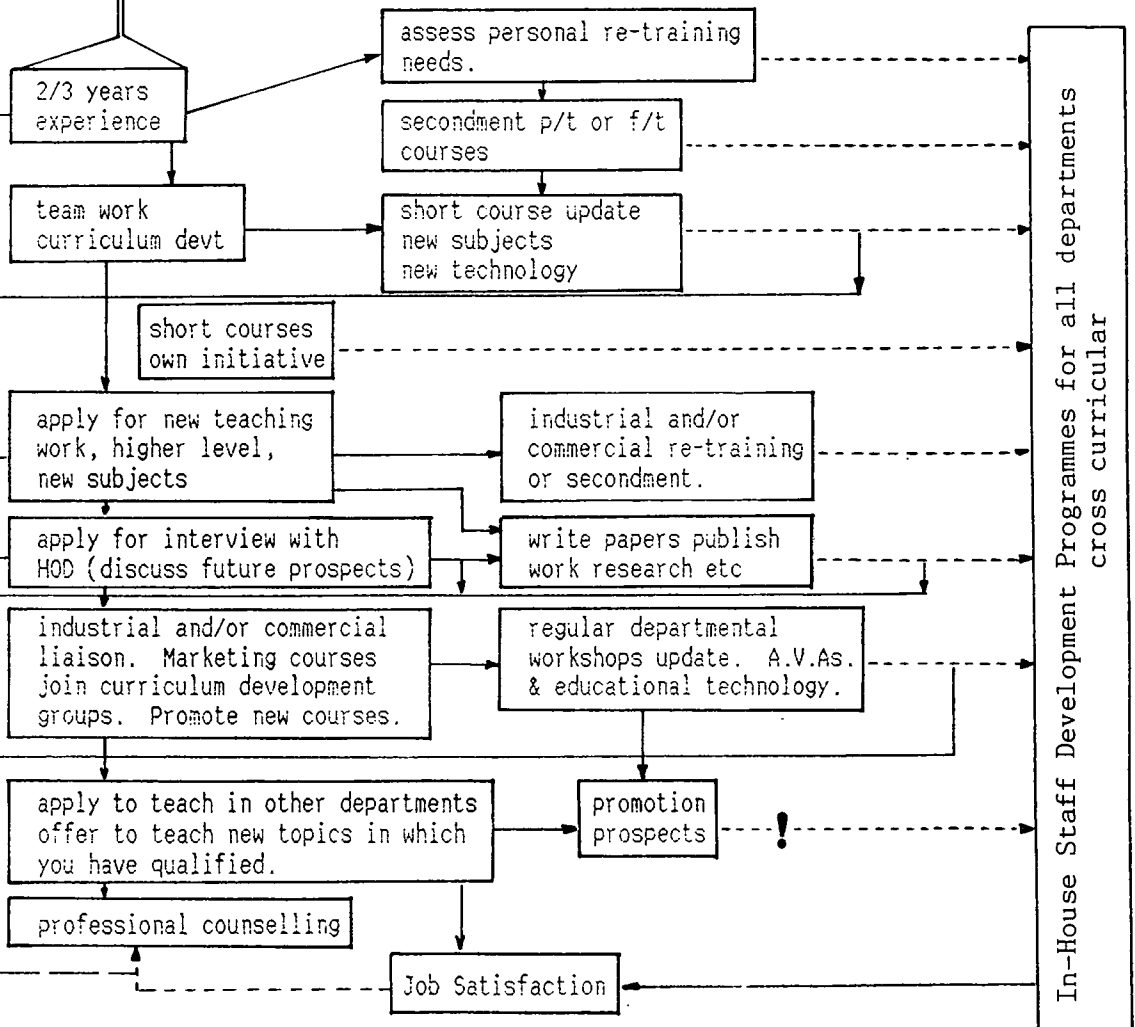 assess personal re-training
needs.
2/3 years
experience
secondment p/t or f/t
courses
team work
curriculum devt
short course update
new subjects
new technology
short courses
own initiative
apply for new teaching
work, higher level,
new subjects
industrial and/or
commercial re-training
or secondment.
apply for interview with
HOD (discuss future prospects)
write papers publish
work research etc
industrial and/or commercial
liaison. Marketing courses
join curriculum development
groups. Promote new courses.
regular departmental
workshops update. A.V.As.
& educational technology.
apply to teach in other departments
offer to teach new topics in which
you have qualified.
promotion
prospects
!
professional counselling
Job Satisfaction
In-House Staff Development Programmes for all departments
cross curricular